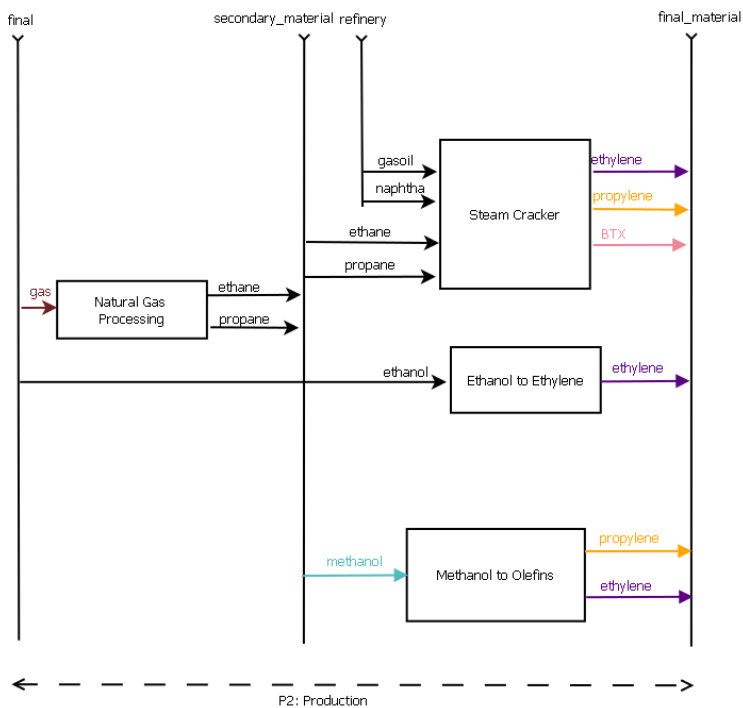 final
secondary_material
refinery
final_material
gasoil
ethylene
naphtha
propylene
Steam Cracker
ethane
BTX
propane
gas
ethane
Natural Gas
Processing
propane
ethanol
Ethanol to Ethylene
ethylene
propylene
methanol
Methanol to Olefins
ethylene
P2: Production